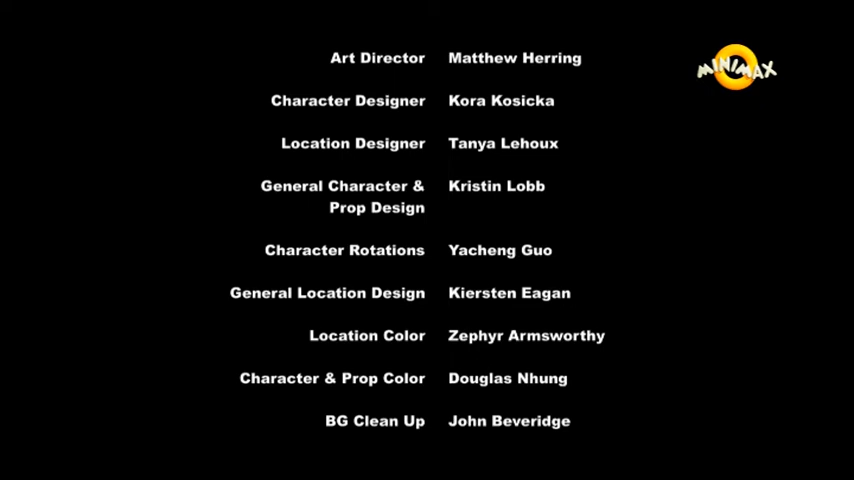 Art Director Matthew Herring
MINIMAX
Character Designer Kora Kosicka
Location Designer Tanya Lehoux
General Character & Kristin Lobb
Prop Design
Character Rotations Yacheng Guo
General Location Design Kiersten Eagan
Location Color Zephyr Armsworthy
Character & Prop Color Douglas Nhung
BG Clean Up John Beveridge